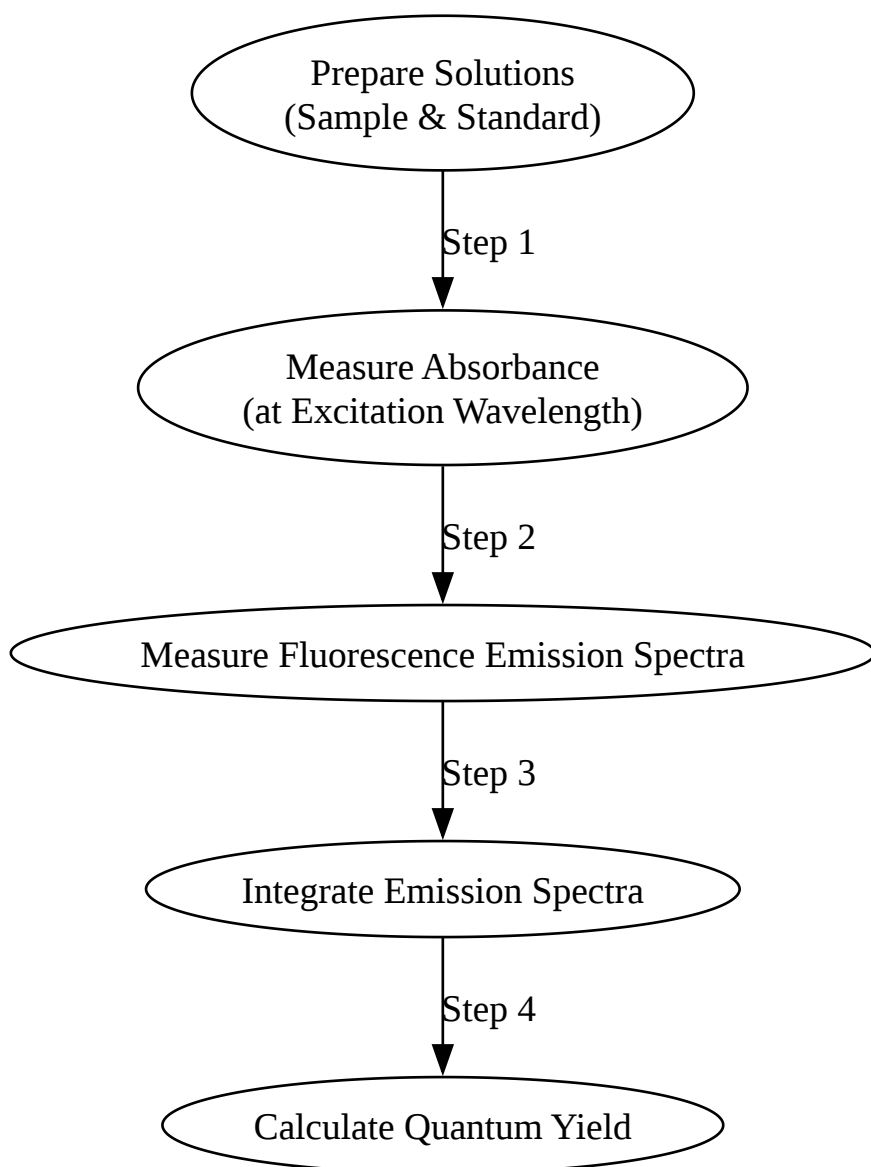 Prepare Solutions
(Sample & Standard)
Step 1
Measure Absorbance
(at Excitation Wavelength)
Step 2
Measure Fluorescence Emission Spectra
Step 3
Integrate Emission Spectra
Step 4
Calculate Quantum Yield